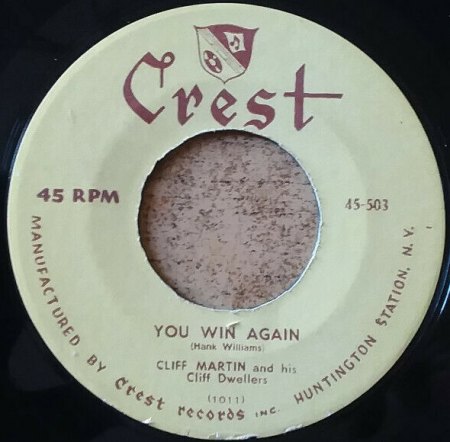 Crest
45 RPM
45-503
YOU WIN AGAIN
(Hank Williams)
CLIFF MARTIN and his
Cliff Dwellers
(1011)
MANUFACTURED BY Crest records INC. HUNTINGTON STATION, N.Y.